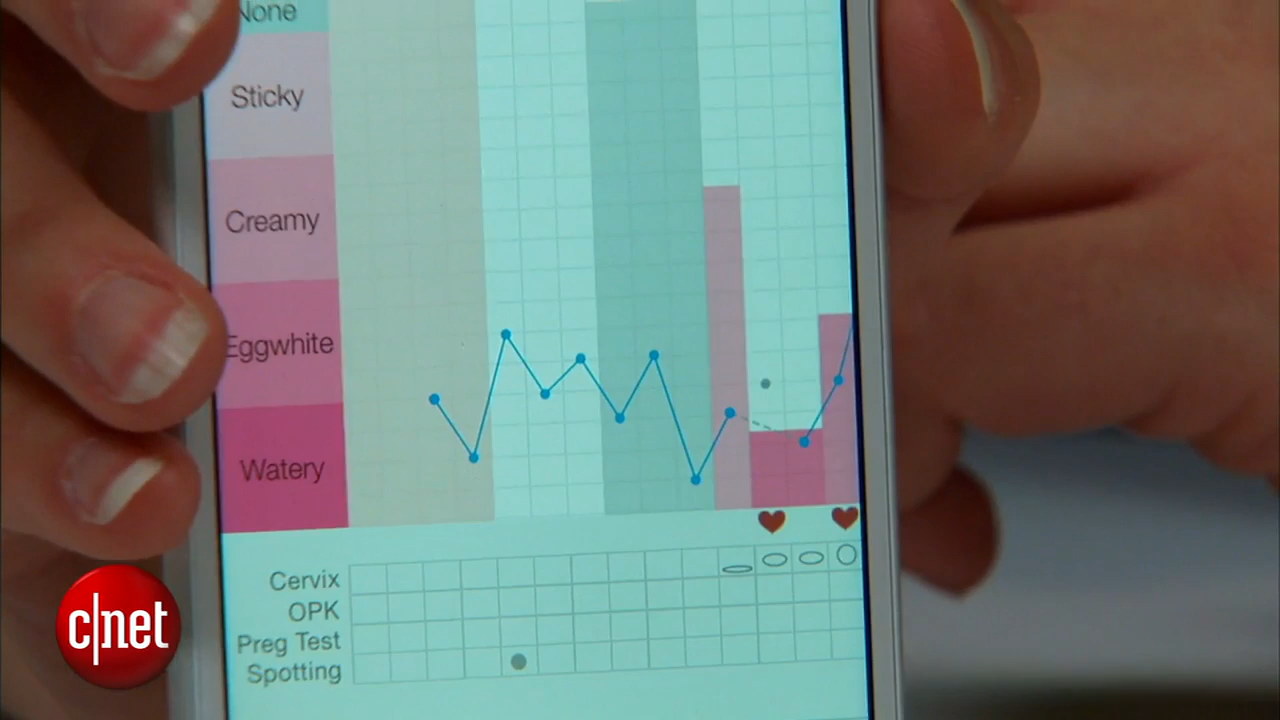 None
Sticky
Creamy
Eggwhite
Watery
Cervix
OPK
Preg Test
Spotting
c|net